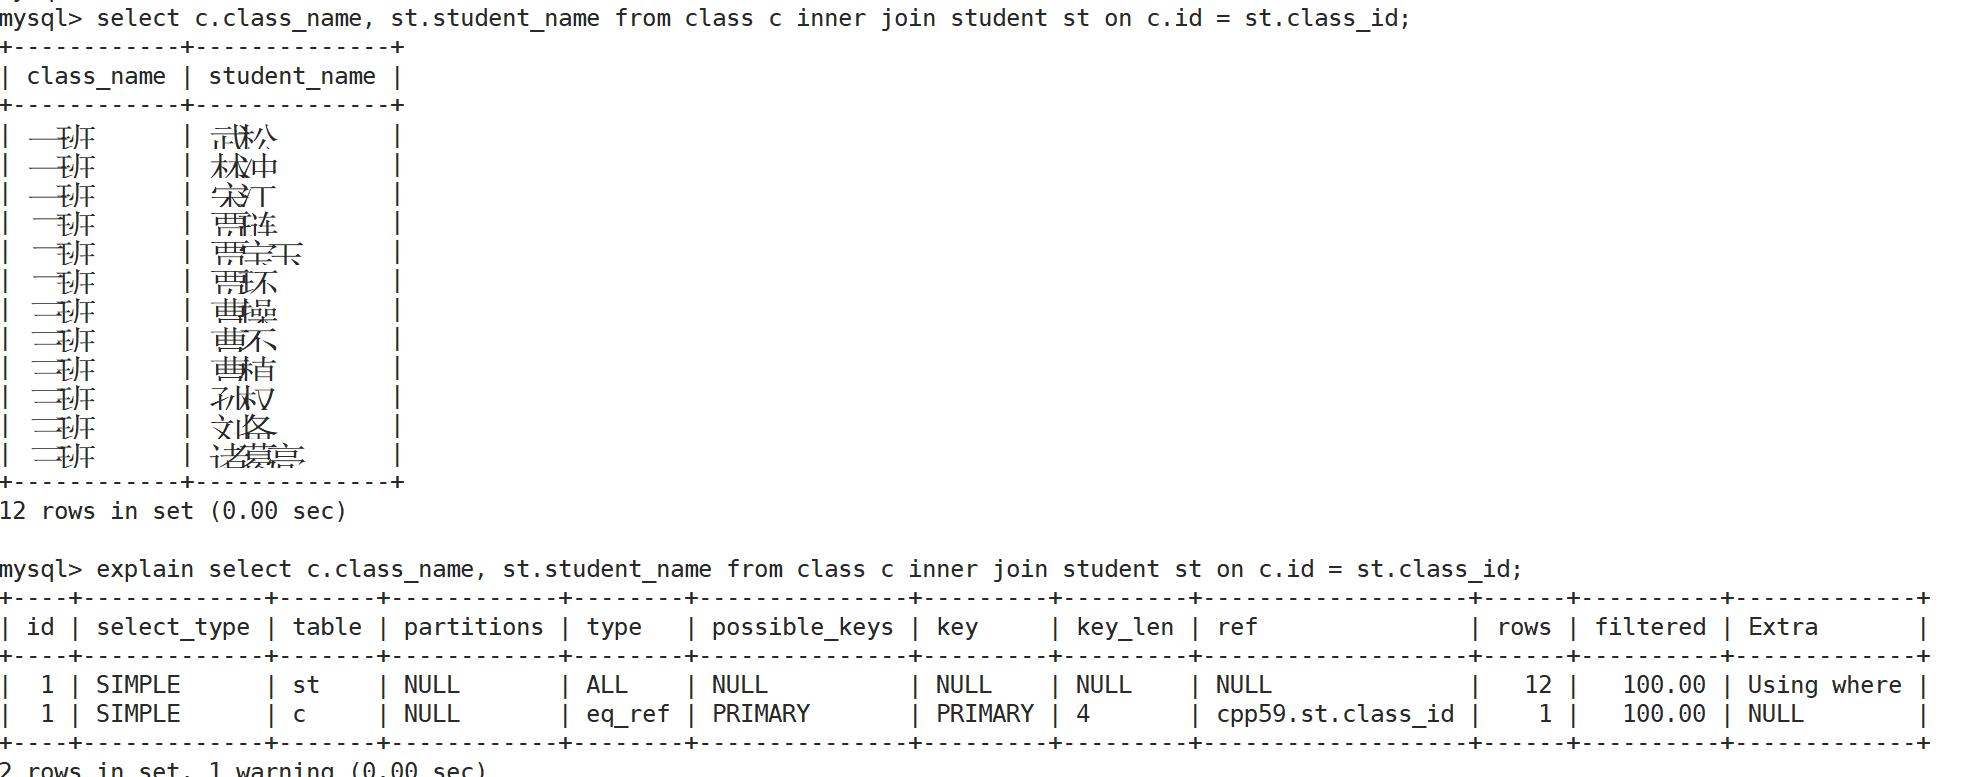 mysql> select c.class_name, st.student_name from class c inner join student st on c.id = st.class_id;
+------------+--------------+
| class_name | student_name |
+------------+--------------+
| 一班 | 武松 |
| 一班 | 林冲 |
| 一班 | 宋江 |
| 二班 | 贾琏 |
| 二班 | 贾宝玉 |
| 二班 | 贾环 |
| 三班 | 曹操 |
| 三班 | 曹丕 |
| 三班 | 曹植 |
| 三班 | 孙权 |
| 三班 | 刘备 |
| 三班 | 诸葛亮 |
+------------+--------------+
12 rows in set (0.00 sec)
mysql> explain select c.class_name, st.student_name from class c inner join student st on c.id = st.class_id;
+----+-------------+-------+------------+--------+---------------+---------+---------+-------------------+------+----------+-------------+
| id | select_type | table | partitions | type | possible_keys | key | key_len | ref | rows | filtered | Extra |
+----+-------------+-------+------------+--------+---------------+---------+---------+-------------------+------+----------+-------------+
| 1 | SIMPLE | st | NULL | ALL | NULL | NULL | NULL | NULL | 12 | 100.00 | Using where |
| 1 | SIMPLE | c | NULL | eq_ref | PRIMARY | PRIMARY | 4 | cpp59.st.class_id | 1 | 100.00 | NULL |
+----+-------------+-------+------------+--------+---------------+---------+---------+-------------------+------+----------+-------------+
2 rows in set, 1 warning (0.00 sec)